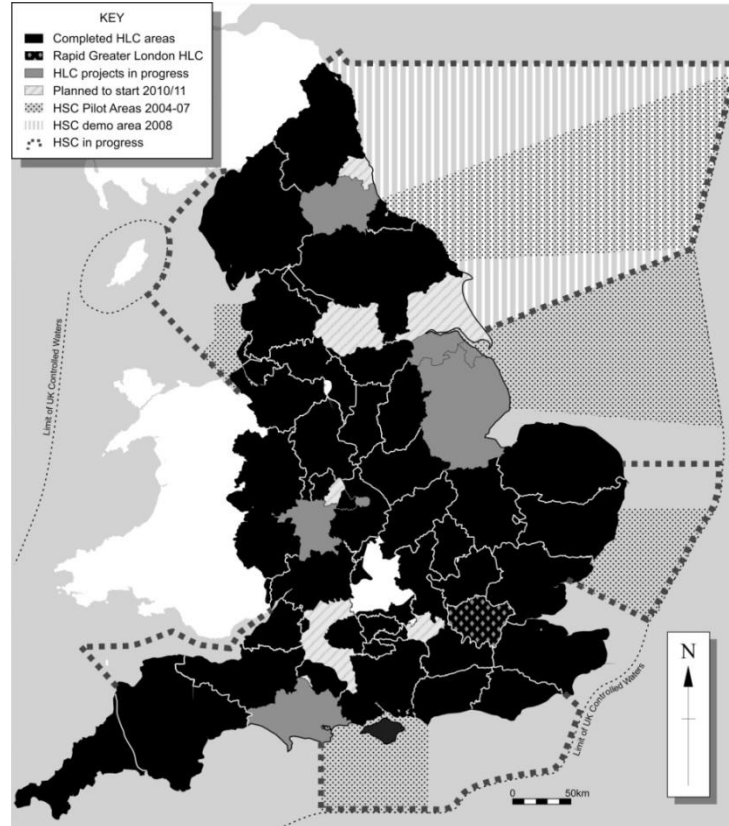 KEY
Completed HLC areas
Rapid Greater London HLC
HLC projects in progress
Planned to start 2010/11
HSC Pilot Areas 2004-07
HSC demo area 2008
HSC in progress
Limit of UK Controlled Waters
Limit of UK Controlled Waters
N
0 50km